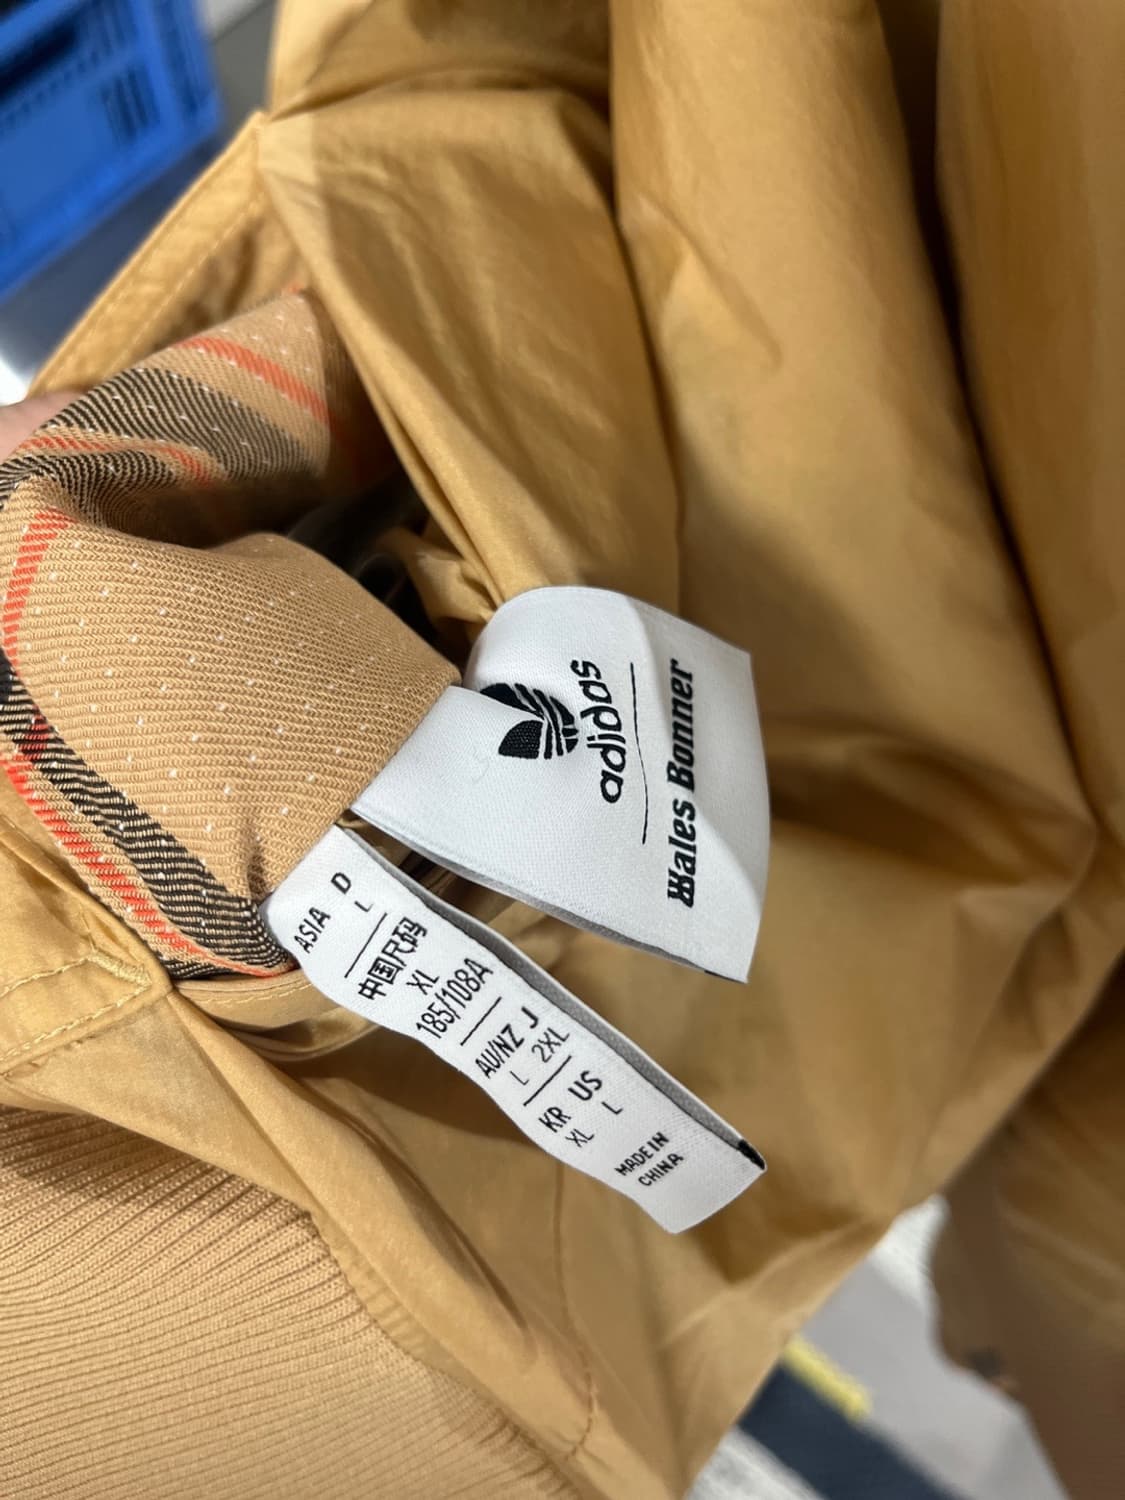 adidas
Wales Bonner
ASIA D
L
中国尺码
XL
185/108A
AU/NZ J
L 2XL
KR US
XL L
MADE IN
CHINA